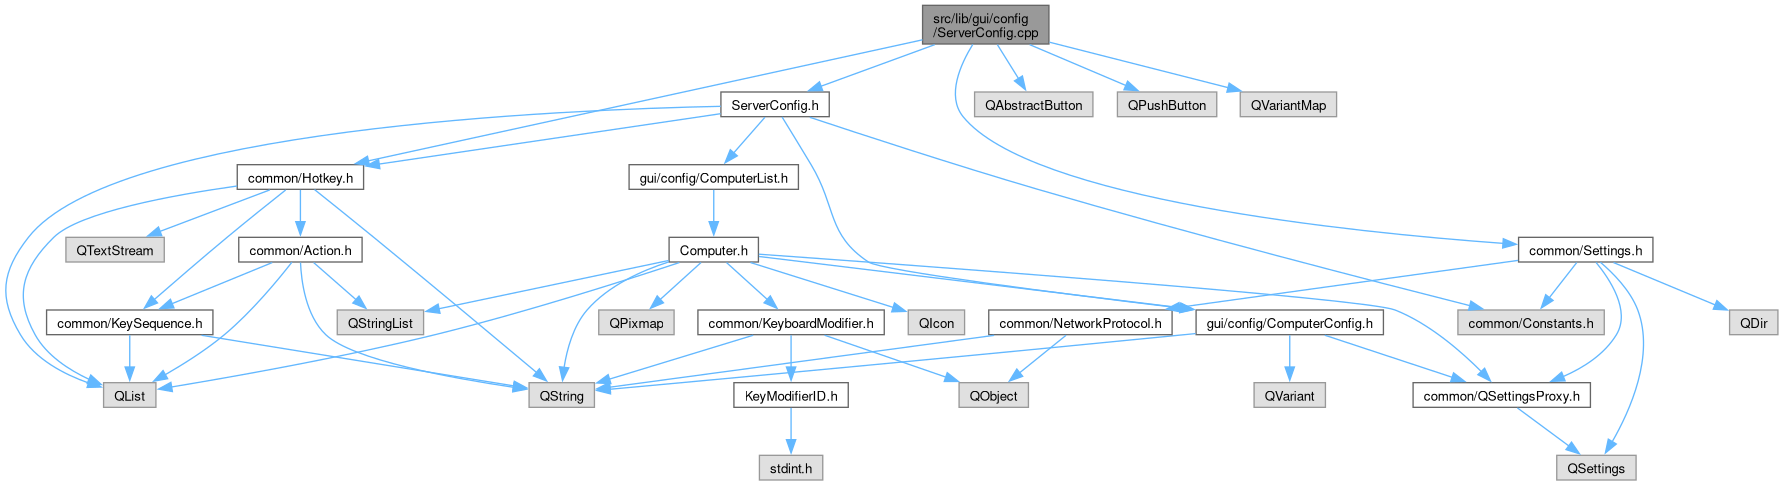 src/lib/gui/config
/ServerConfig.cpp
ServerConfig.h
QAbstractButton
QPushButton
QVariantMap
common/Hotkey.h
gui/config/ComputerList.h
QTextStream
common/Action.h
Computer.h
common/Settings.h
common/KeySequence.h
QStringList
QPixmap
common/KeyboardModifier.h
QIcon
common/NetworkProtocol.h
gui/config/ComputerConfig.h
common/Constants.h
QDir
QList
QString
KeyModifierID.h
QObject
QVariant
common/QSettingsProxy.h
stdint.h
QSettings